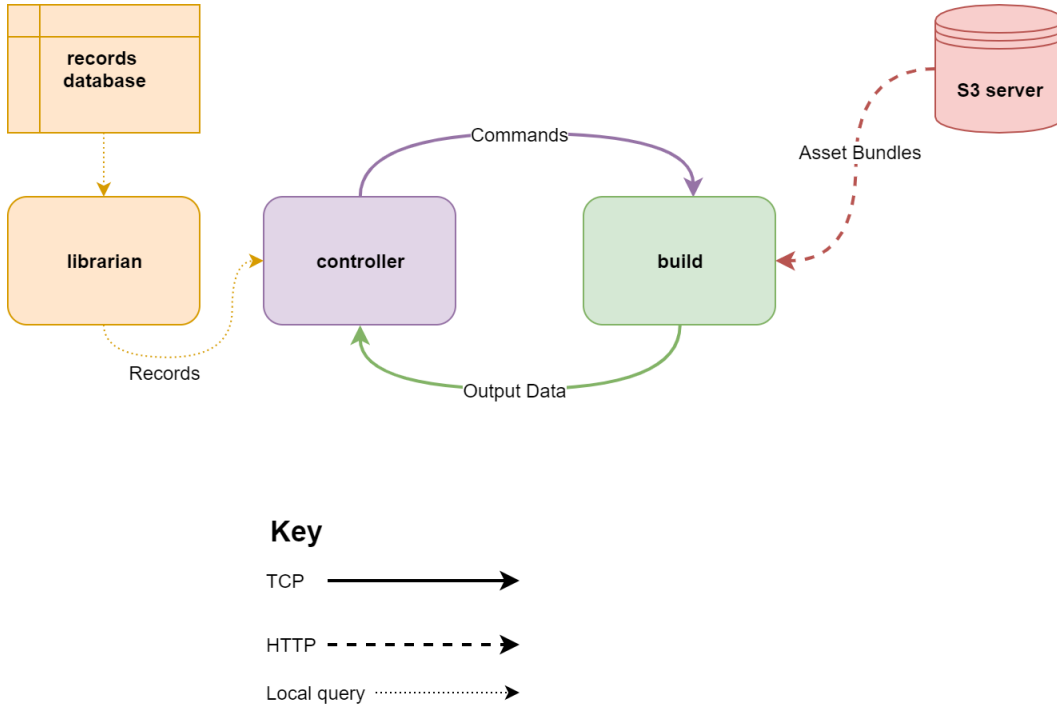 records
database
S3 server
Commands
Asset Bundles
librarian
controller
build
Records
Output Data
Key
TCP
HTTP
Local query